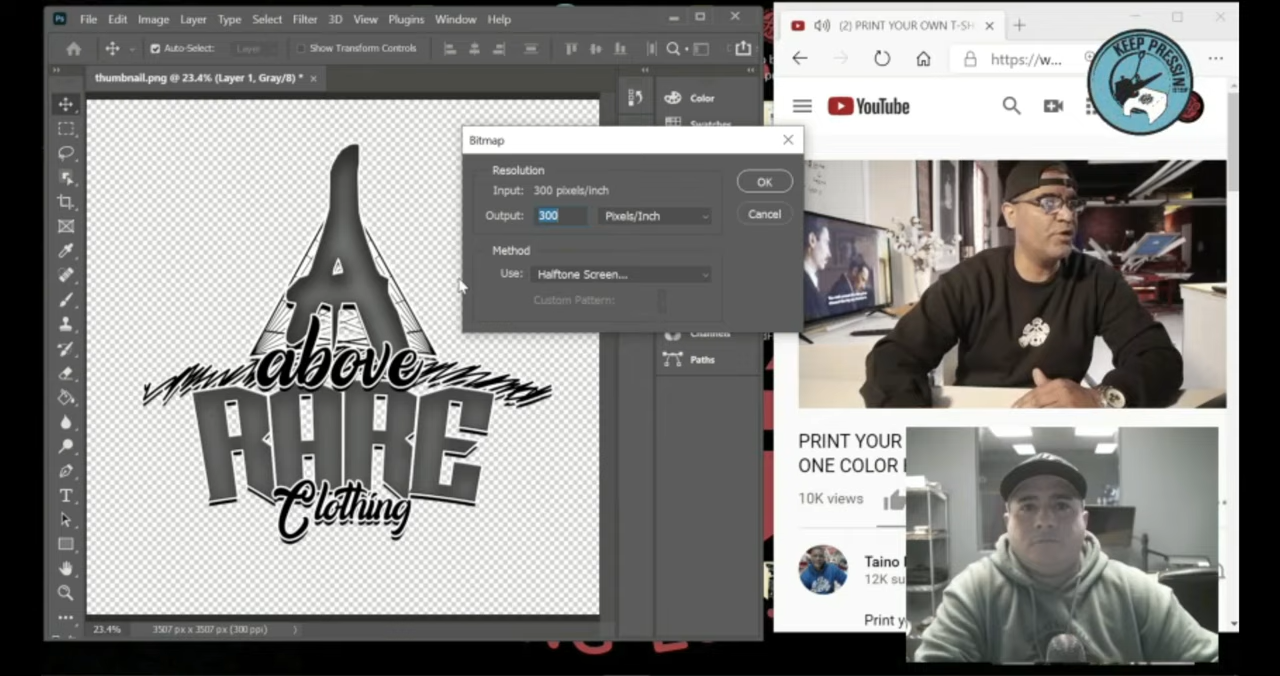 File Edit Image Layer Type Select Filter 3D View Plugins Window Help
Auto-Select: Layer Show Transform Controls
thumbnail.png @ 23.4% (Layer 1, Gray/8) *
Color
Swatches
Channels
Paths
Bitmap
Resolution
Input: 300 pixels/inch
Output: 300 Pixels/Inch
Method
Use: Halftone Screen...
Custom Pattern:
OK
Cancel
A
above
RARE
Clothing
23.4% 3507 px x 3507 px (300 ppi)
(2) PRINT YOUR OWN T-SH
https://w...
KEEP PRESSIN
YouTube
PRINT YOUR
ONE COLOR
10K views
Taino
12K su
Print y